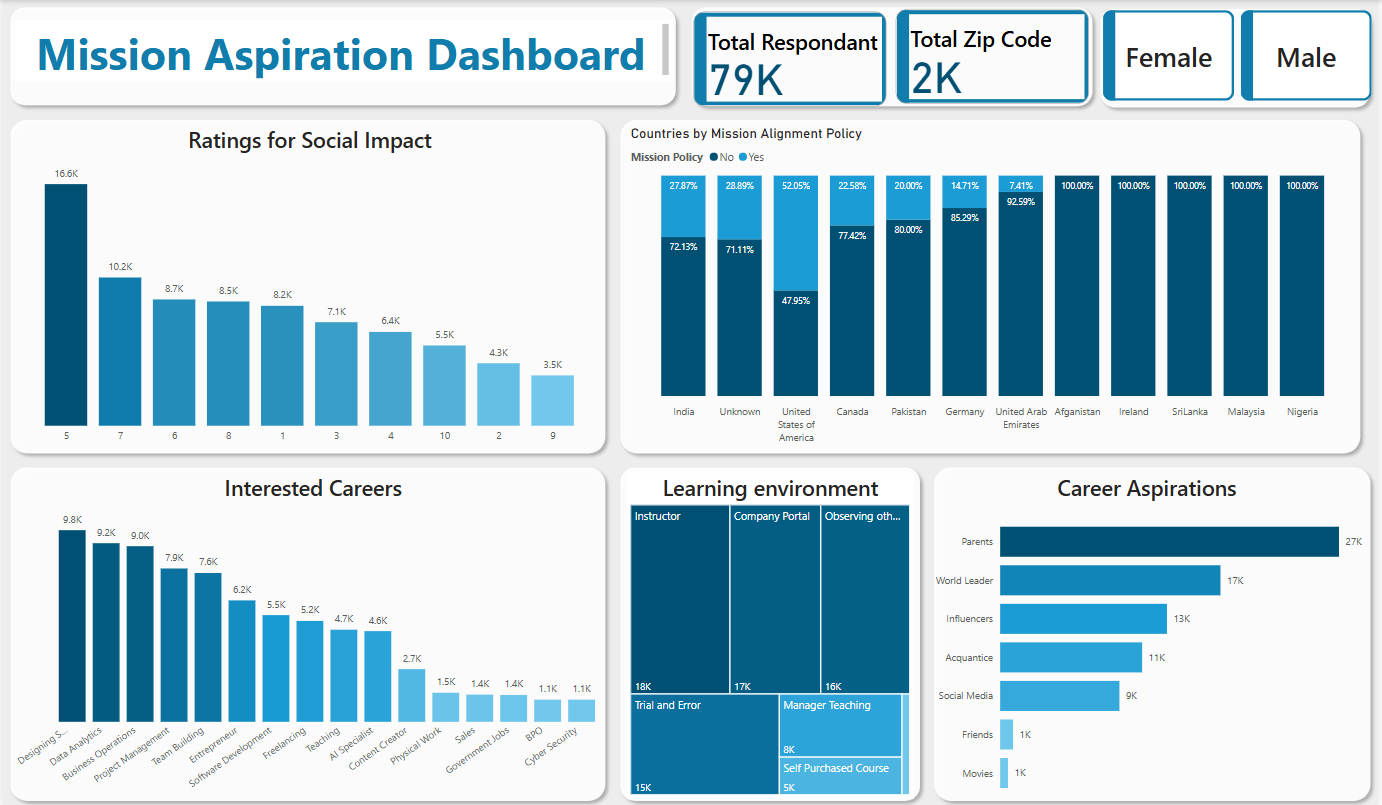 Mission Aspiration Dashboard
Total Respondant
79K
Total Zip Code
2K
Female
Male
Ratings for Social Impact
16.6K
10.2K
8.7K
8.5K
8.2K
7.1K
6.4K
5.5K
4.3K
3.5K
5
7
6
8
1
3
4
10
2
9
Countries by Mission Alignment Policy
Mission Policy No Yes
27.87%
28.89%
52.05%
22.58%
20.00%
14.71%
7.41%
100.00%
100.00%
100.00%
100.00%
100.00%
72.13%
71.11%
47.95%
77.42%
80.00%
85.29%
92.59%
India
Unknown
United
States of
America
Canada
Pakistan
Germany
United Arab
Emirates
Afganistan
Ireland
SriLanka
Malaysia
Nigeria
Interested Careers
9.8K
9.2K
9.0K
7.9K
7.6K
6.2K
5.5K
5.2K
4.7K
4.6K
2.7K
1.5K
1.4K
1.4K
1.1K
1.1K
Designing S...
Data Analytics
Business Operations
Project Management
Team Building
Entrepreneur
Software Development
Freelancing
Teaching
AI Specialist
Content Creator
Physical Work
Sales
Government Jobs
BPO
Cyber Security
Learning environment
Instructor
18K
Company Portal
17K
Observing oth...
16K
Trial and Error
15K
Manager Teaching
8K
Self Purchased Course
5K
Career Aspirations
Parents 27K
World Leader 17K
Influencers 13K
Acquantice 11K
Social Media 9K
Friends 1K
Movies 1K